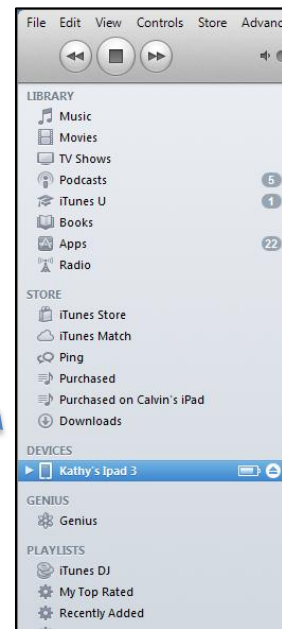 File Edit View Controls Store Advanc
LIBRARY
Music
Movies
TV Shows
Podcasts 5
iTunes U 1
Books
Apps 22
Radio
STORE
iTunes Store
iTunes Match
Ping
Purchased
Purchased on Calvin's iPad
Downloads
DEVICES
Kathy's Ipad 3
GENIUS
Genius
PLAYLISTS
iTunes DJ
My Top Rated
Recently Added